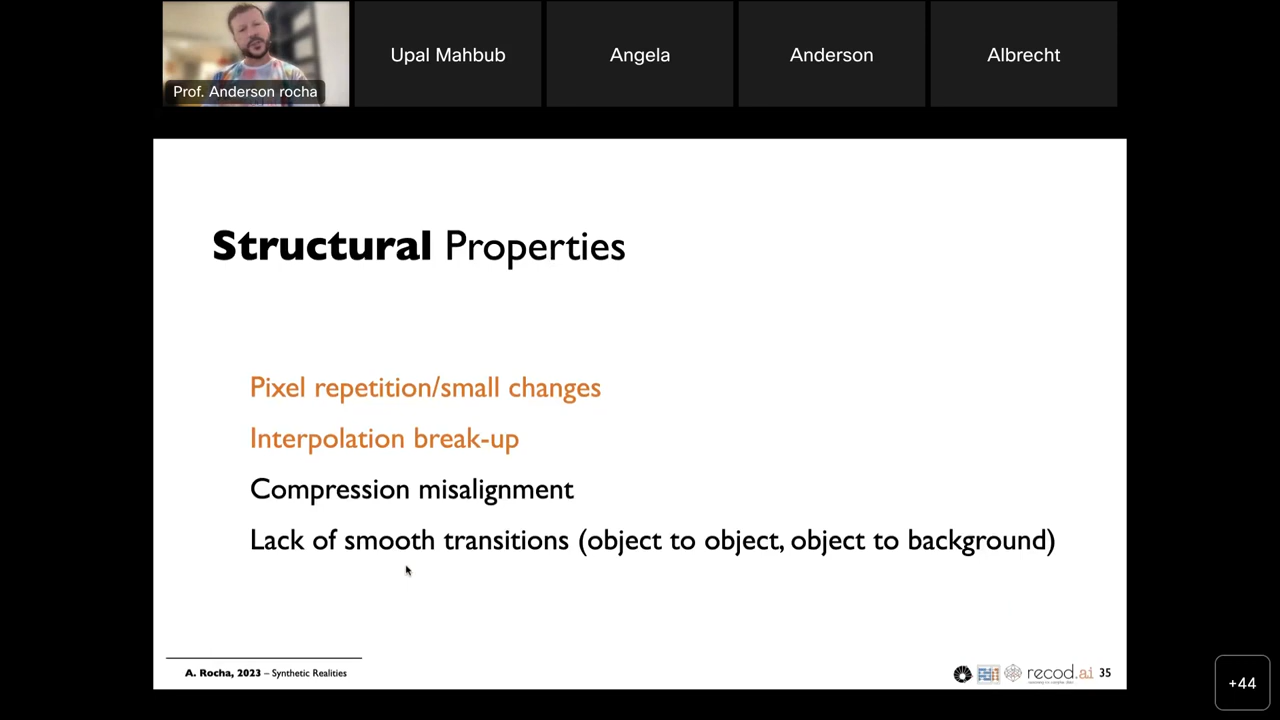 Prof. Anderson rocha
Upal Mahbub
Angela
Anderson
Albrecht
Structural Properties
Pixel repetition/small changes
Interpolation break-up
Compression misalignment
Lack of smooth transitions (object to object, object to background)
A. Rocha, 2023 – Synthetic Realities
recod.ai 35
+44